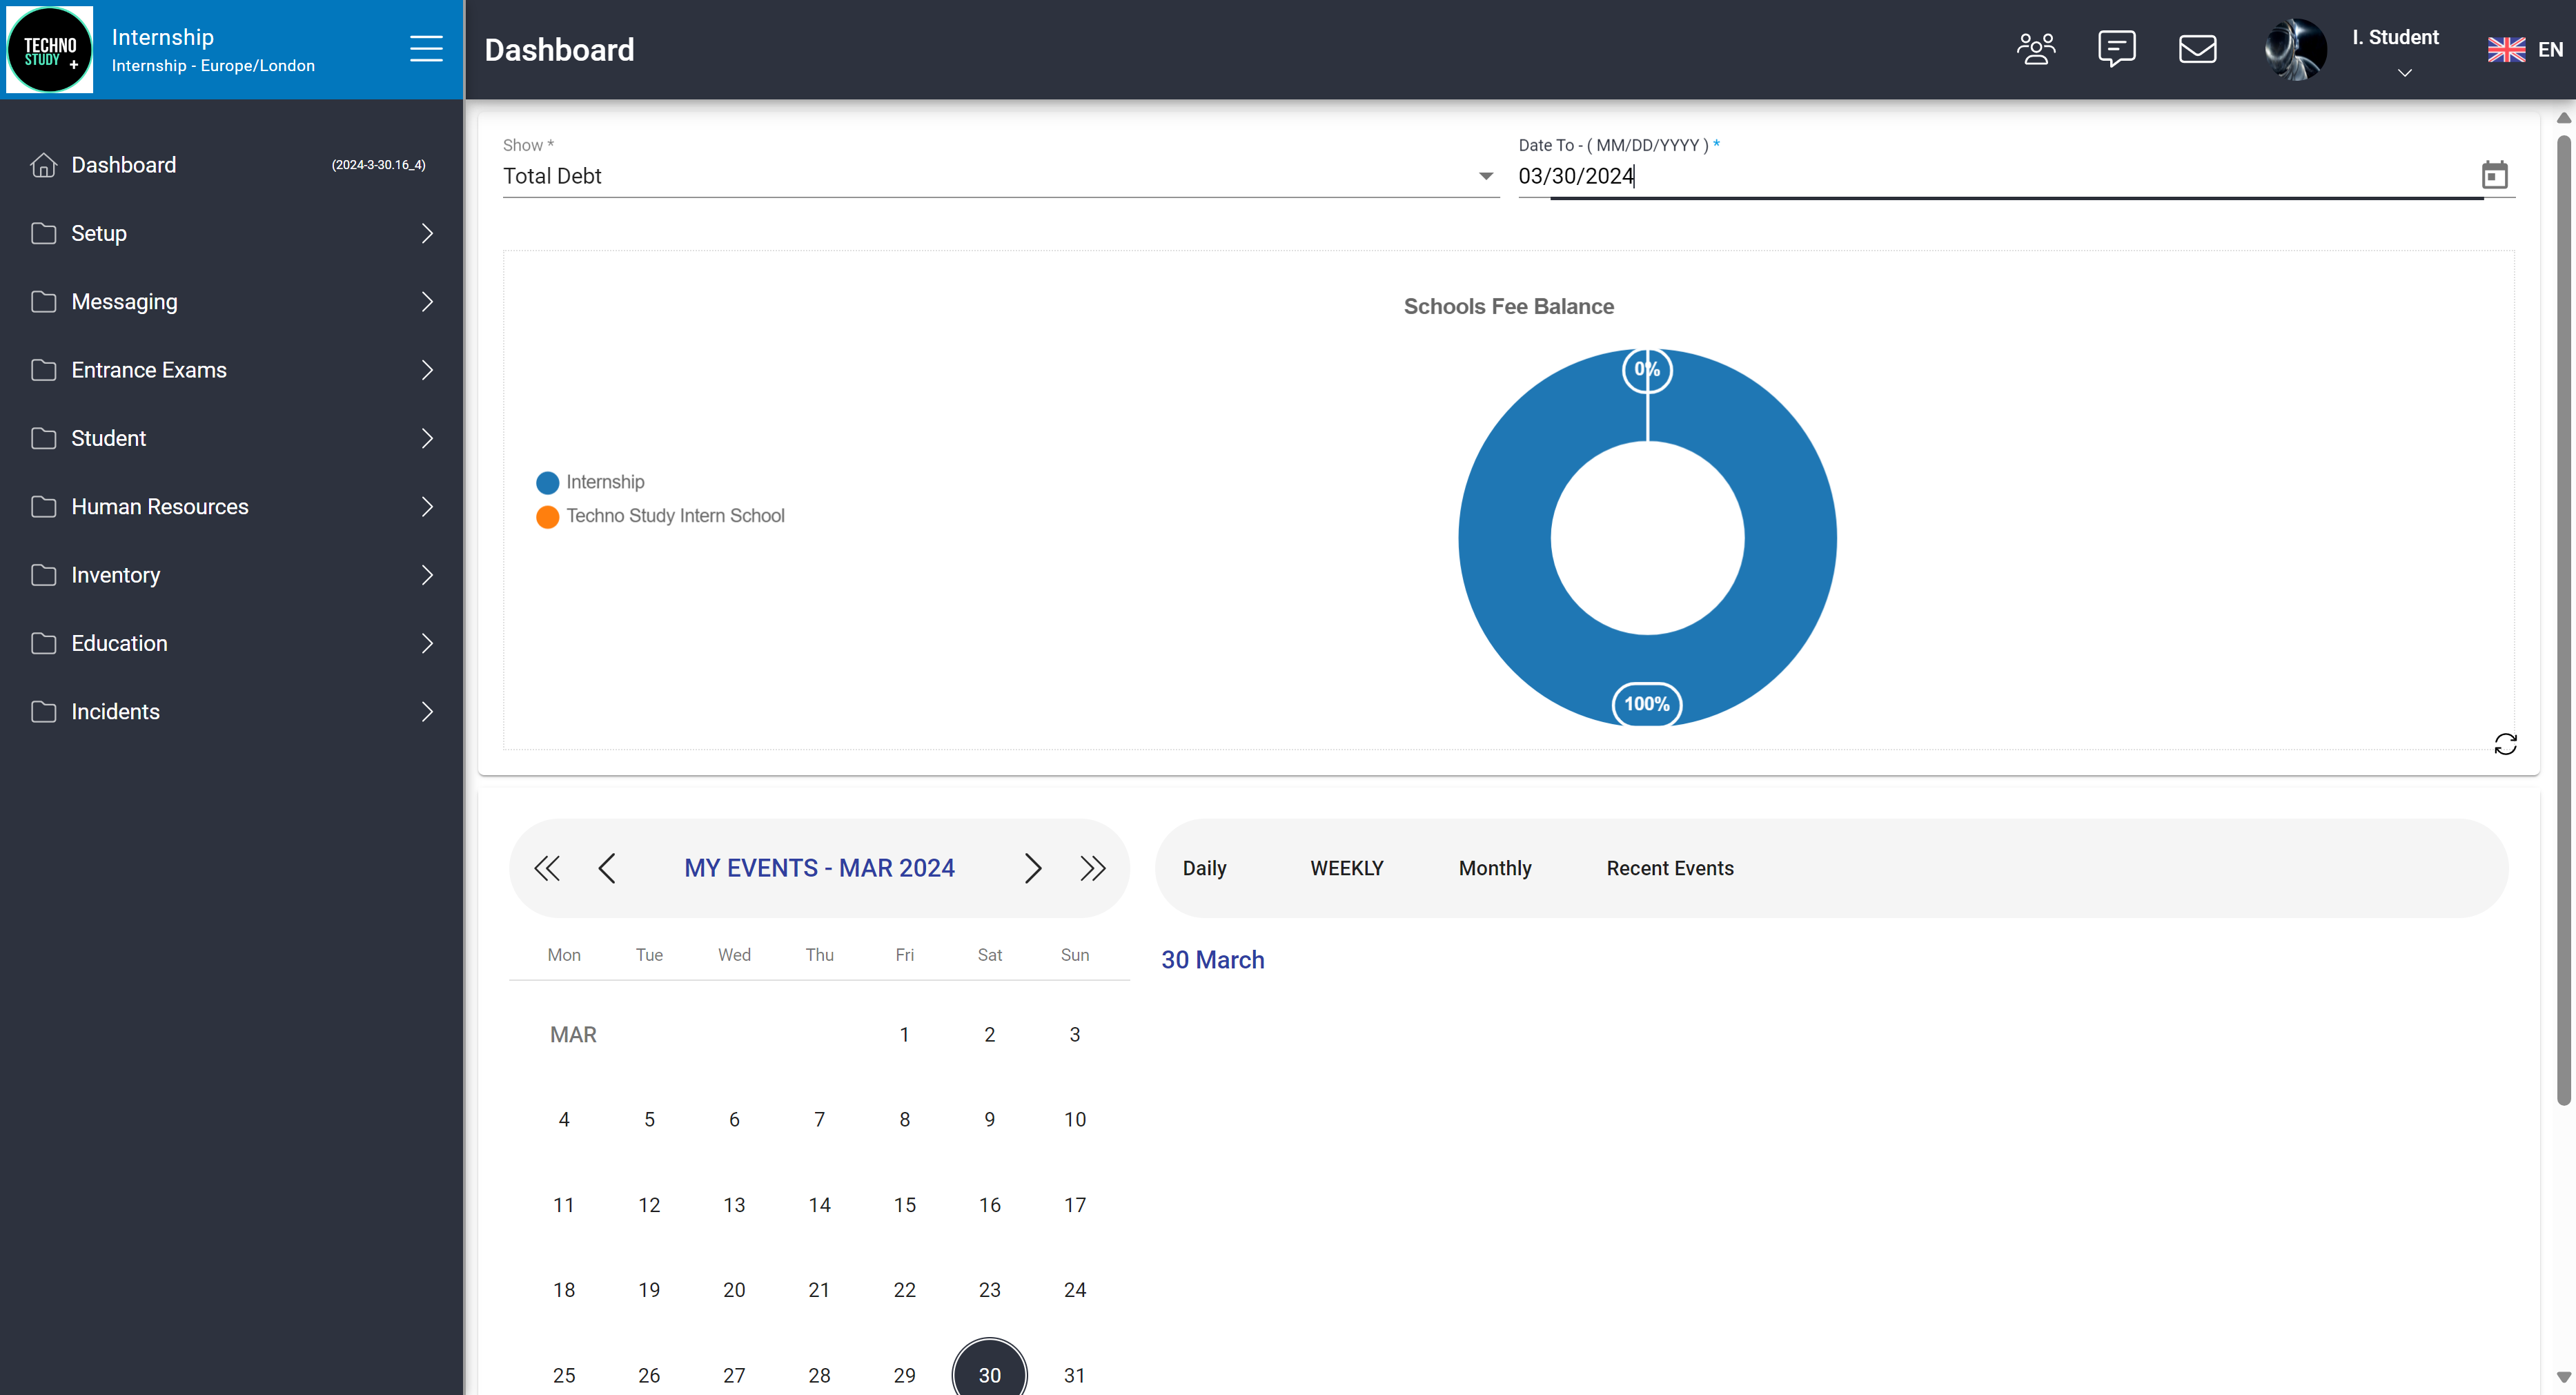 TECHNO
STUDY +
Internship
Internship - Europe/London
Dashboard
I. Student
EN
Dashboard
(2024-3-30.16_4)
Setup
Messaging
Entrance Exams
Student
Human Resources
Inventory
Education
Incidents
Show *
Total Debt
Date To - ( MM/DD/YYYY ) *
03/30/2024
Schools Fee Balance
Internship
Techno Study Intern School
0%
100%
MY EVENTS - MAR 2024
Daily WEEKLY Monthly Recent Events
30 March
Mon Tue Wed Thu Fri Sat Sun
MAR 1 2 3
4 5 6 7 8 9 10
11 12 13 14 15 16 17
18 19 20 21 22 23 24
25 26 27 28 29 30 31